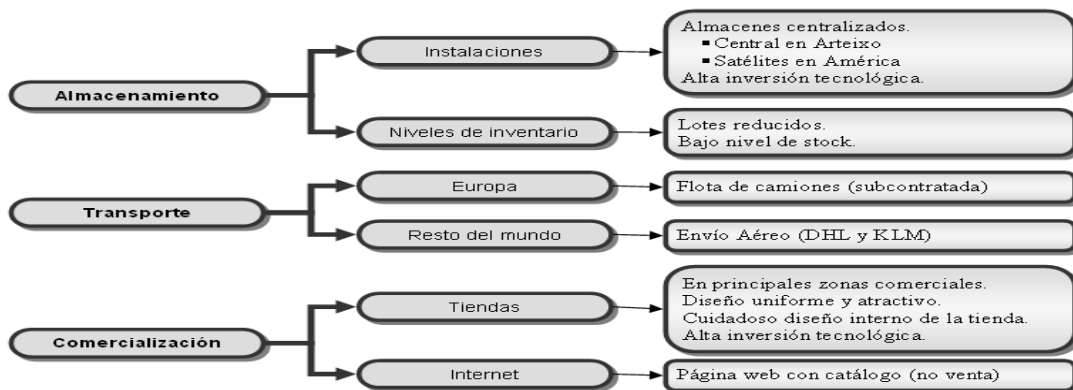 Almacenamiento
Instalaciones
Almacenes centralizados.
▪ Central en Arteixo
▪ Satélites en América
Alta inversión tecnológica.
Niveles de inventario
Lotes reducidos.
Bajo nivel de stock.
Transporte
Europa
Flota de camiones (subcontratada)
Resto del mundo
Envío Aéreo (DHL y KLM)
Comercialización
Tiendas
En principales zonas comerciales.
Diseño uniforme y atractivo.
Cuidadoso diseño interno de la tienda.
Alta inversión tecnológica.
Internet
Página web con catálogo (no venta)